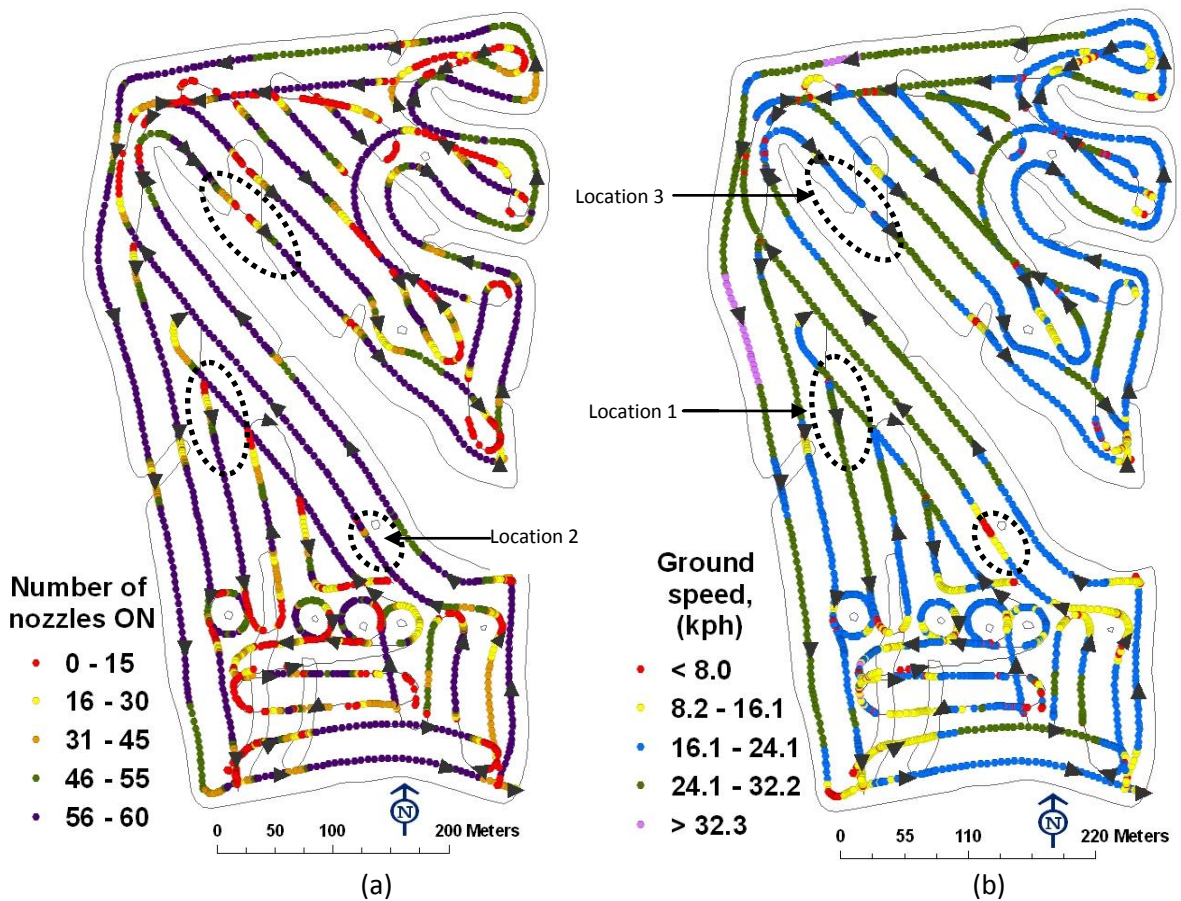 Location 3
Location 1
Location 2
Number of
nozzles ON
0 - 15
16 - 30
31 - 45
46 - 55
56 - 60
N
0 50 100 200 Meters
(a)
Ground
speed,
(kph)
< 8.0
8.2 - 16.1
16.1 - 24.1
24.1 - 32.2
> 32.3
N
0 55 110 220 Meters
(b)